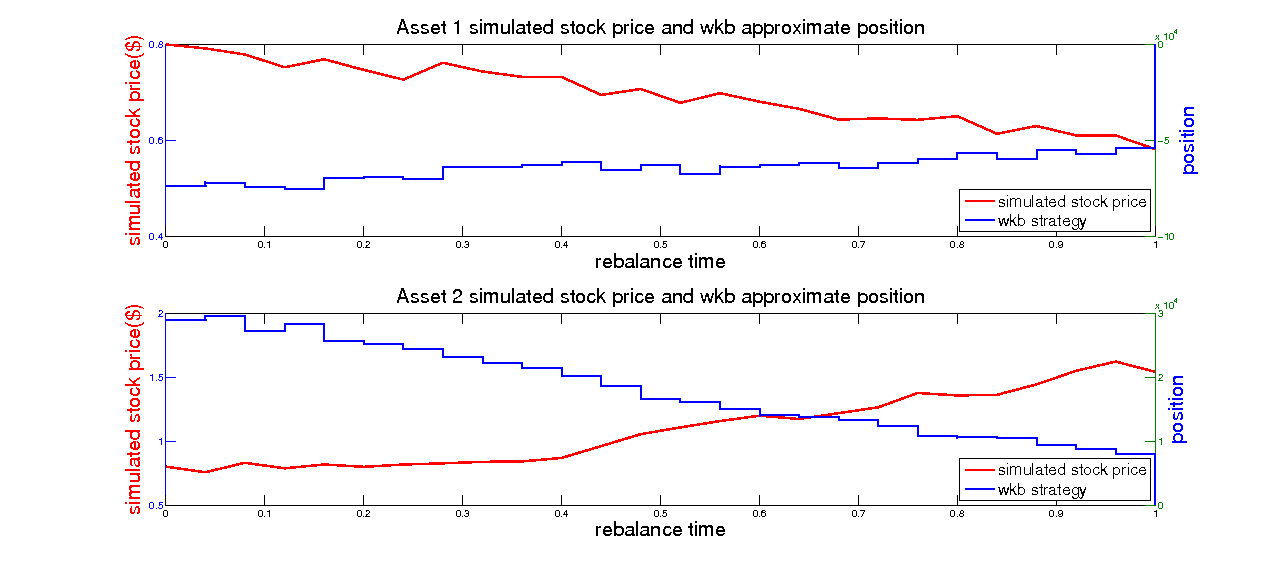 Asset 1 simulated stock price and wkb approximate position
x 10^4
simulated stock price($)
0.8
0.6
0.4
0
-5
-10
position
simulated stock price
wkb strategy
0 0.1 0.2 0.3 0.4 0.5 0.6 0.7 0.8 0.9 1
rebalance time
Asset 2 simulated stock price and wkb approximate position
x 10^4
simulated stock price($)
2
1.5
1
0.5
3
2
1
0
position
simulated stock price
wkb strategy
0 0.1 0.2 0.3 0.4 0.5 0.6 0.7 0.8 0.9 1
rebalance time